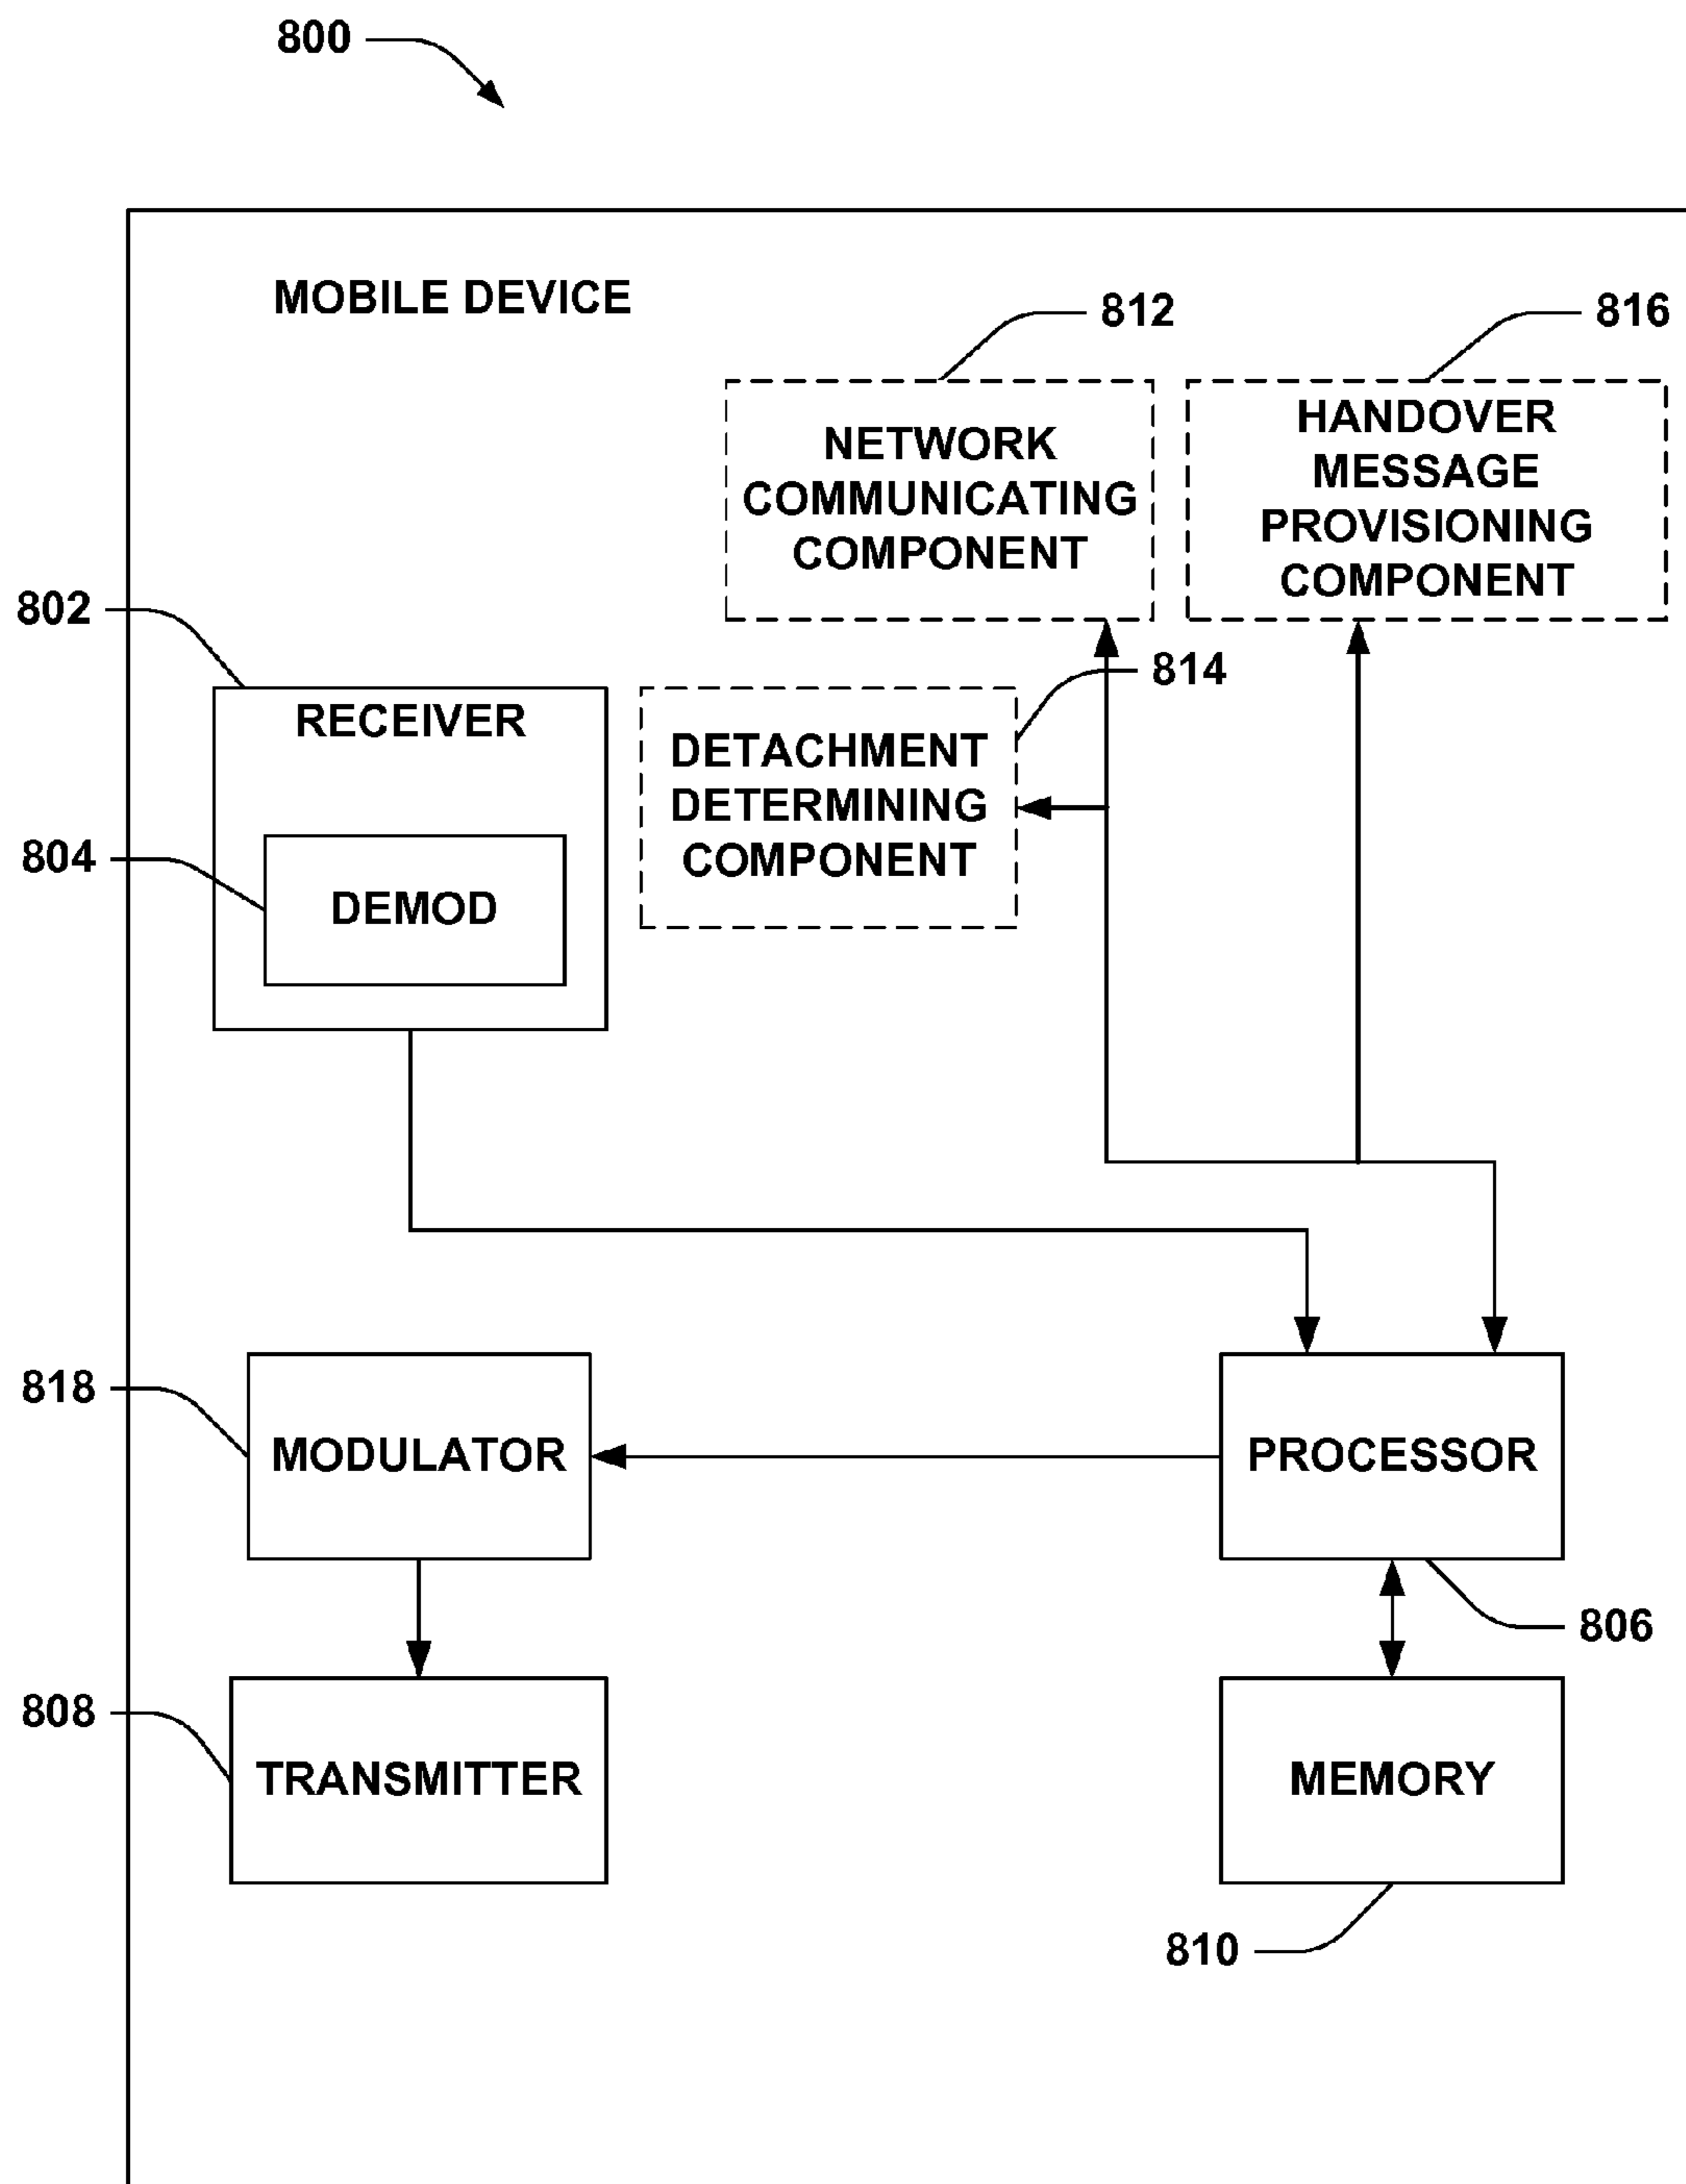 800
MOBILE DEVICE
812
816
NETWORK
COMMUNICATING
COMPONENT
HANDOVER
MESSAGE
PROVISIONING
COMPONENT
802
814
RECEIVER
DETACHMENT
DETERMINING
COMPONENT
804
DEMOD
818
MODULATOR
PROCESSOR
806
808
TRANSMITTER
MEMORY
810